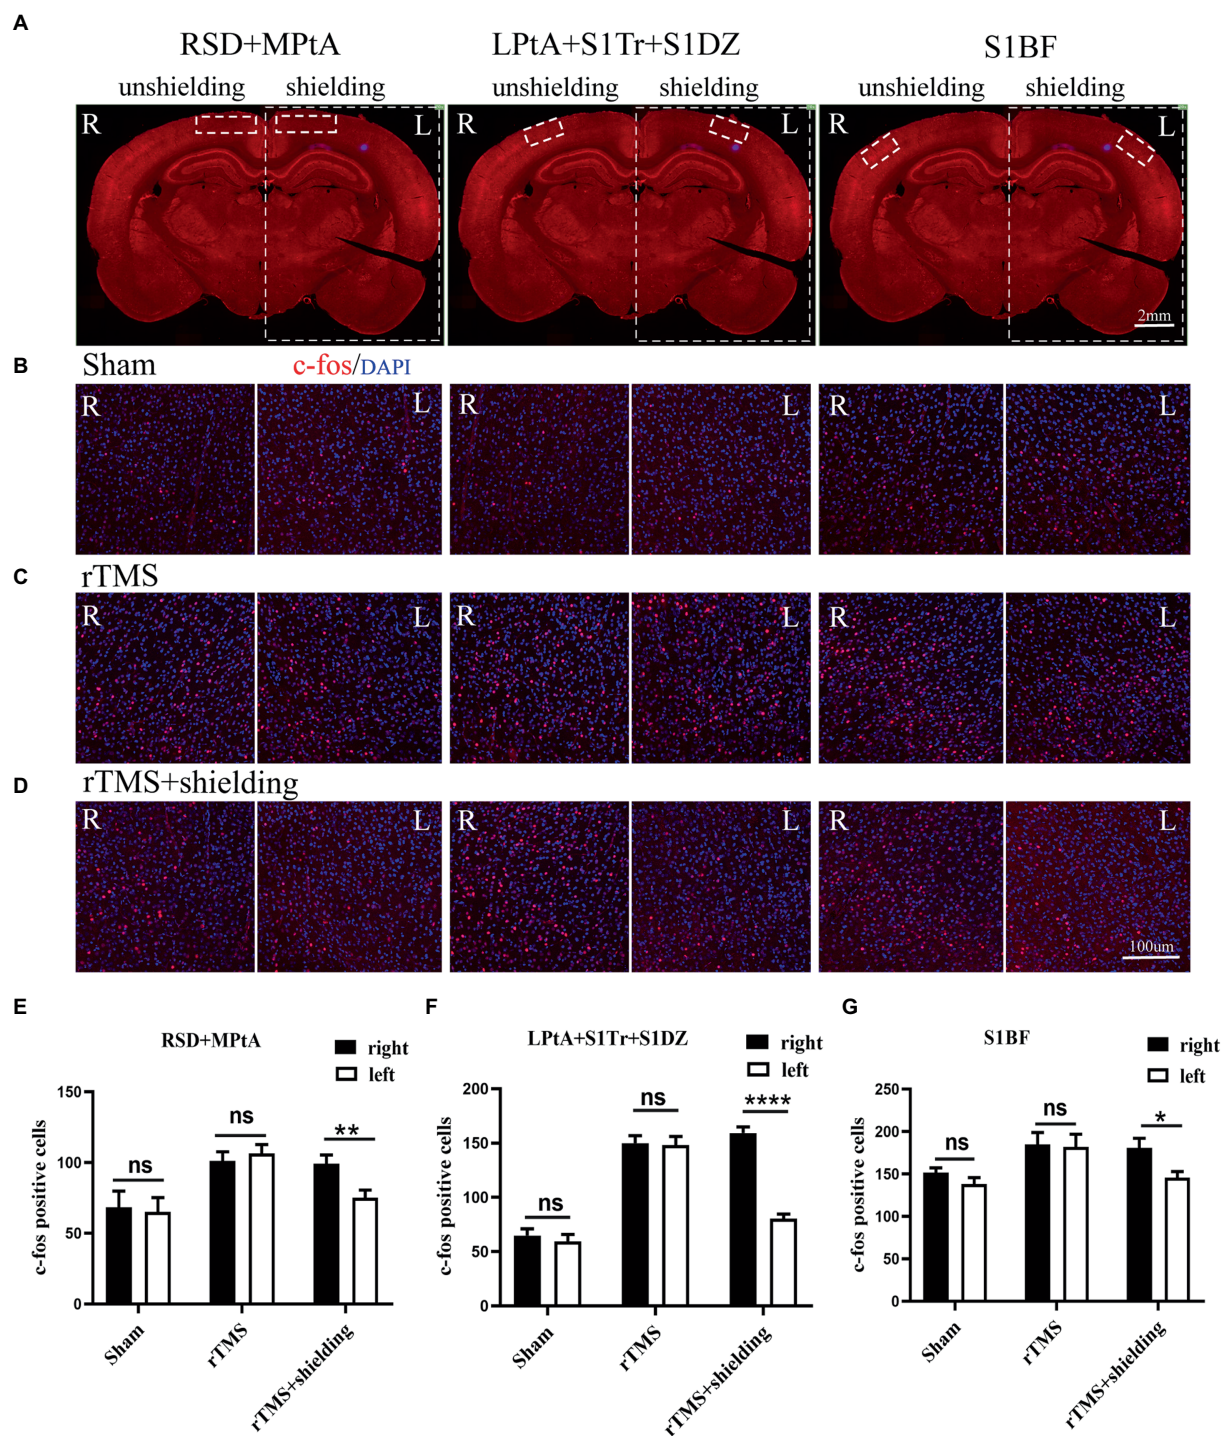 A
RSD+MPtA
LPtA+S1Tr+S1DZ
S1BF
unshielding shielding
unshielding shielding
unshielding shielding
R L
R L
R L
2mm
B
Sham
c-fos/DAPI
R L
R L
R L
C
rTMS
R L
R L
R L
D
rTMS+shielding
R L
R L
R L
100um
E
RSD+MPtA
right
left
c-fos positive cells
150
100
50
0
ns
ns
**
Sham
rTMS
rTMS+shielding
F
LPtA+S1Tr+S1DZ
right
left
c-fos positive cells
200
150
100
50
0
ns
ns
****
Sham
rTMS
rTMS+shielding
G
S1BF
right
left
c-fos positive cells
250
200
150
100
50
0
ns
ns
*
Sham
rTMS
rTMS+shielding